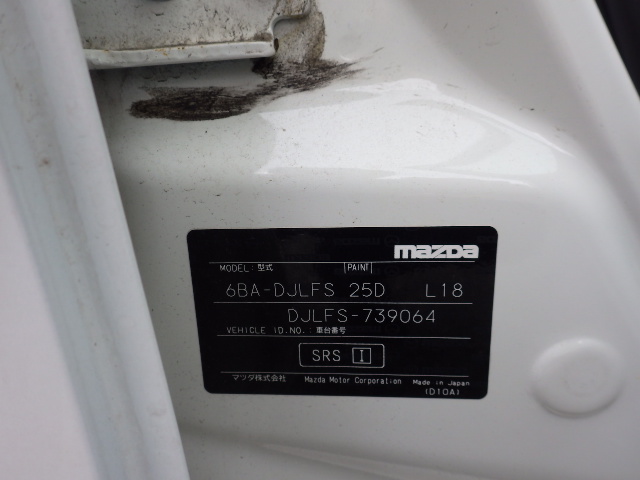 mazda
MODEL:型式 PAINT
6BA-DJLFS 25D L18
DJLFS-739064
VEHICLE ID.NO.:車台番号
SRS I
マツダ株式会社 Mazda Motor Corporation Made in Japan
(D10A)